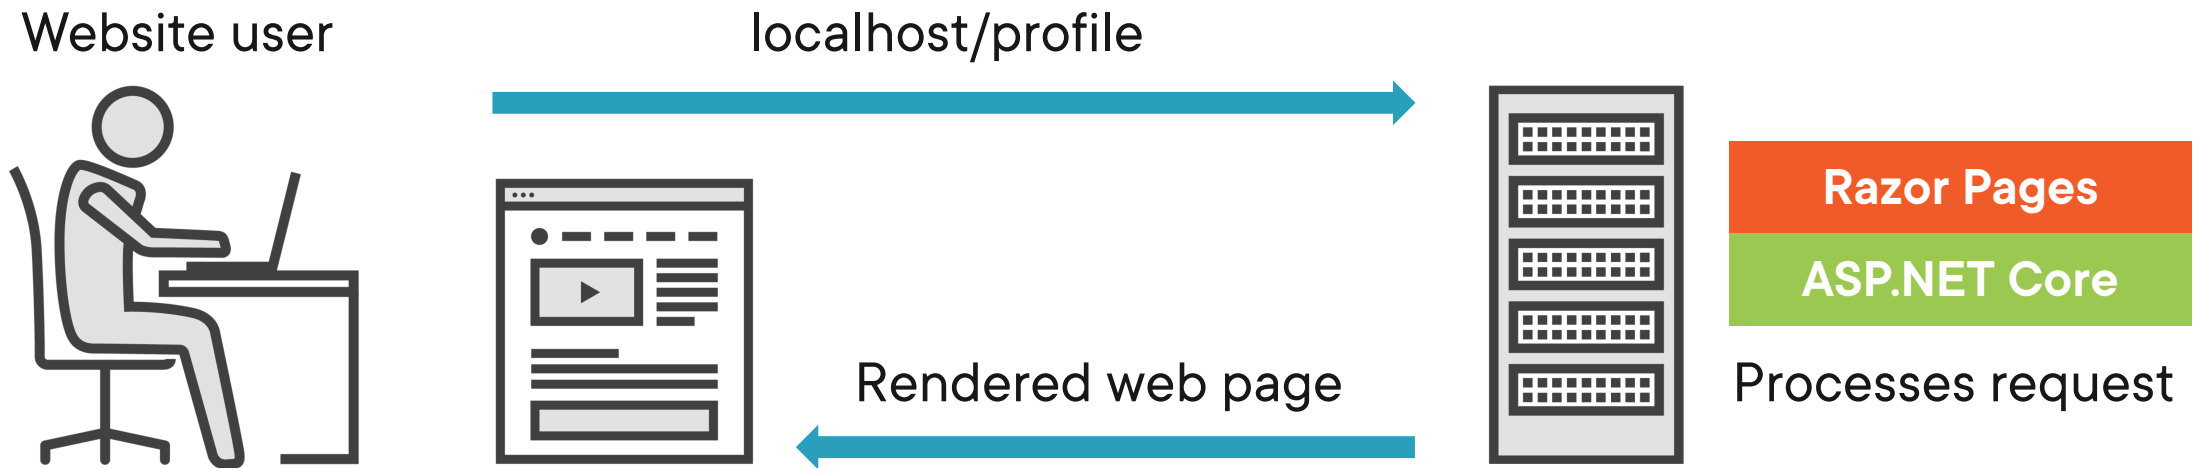 Website user
localhost/profile
Razor Pages
ASP.NET Core
Rendered web page
Processes request